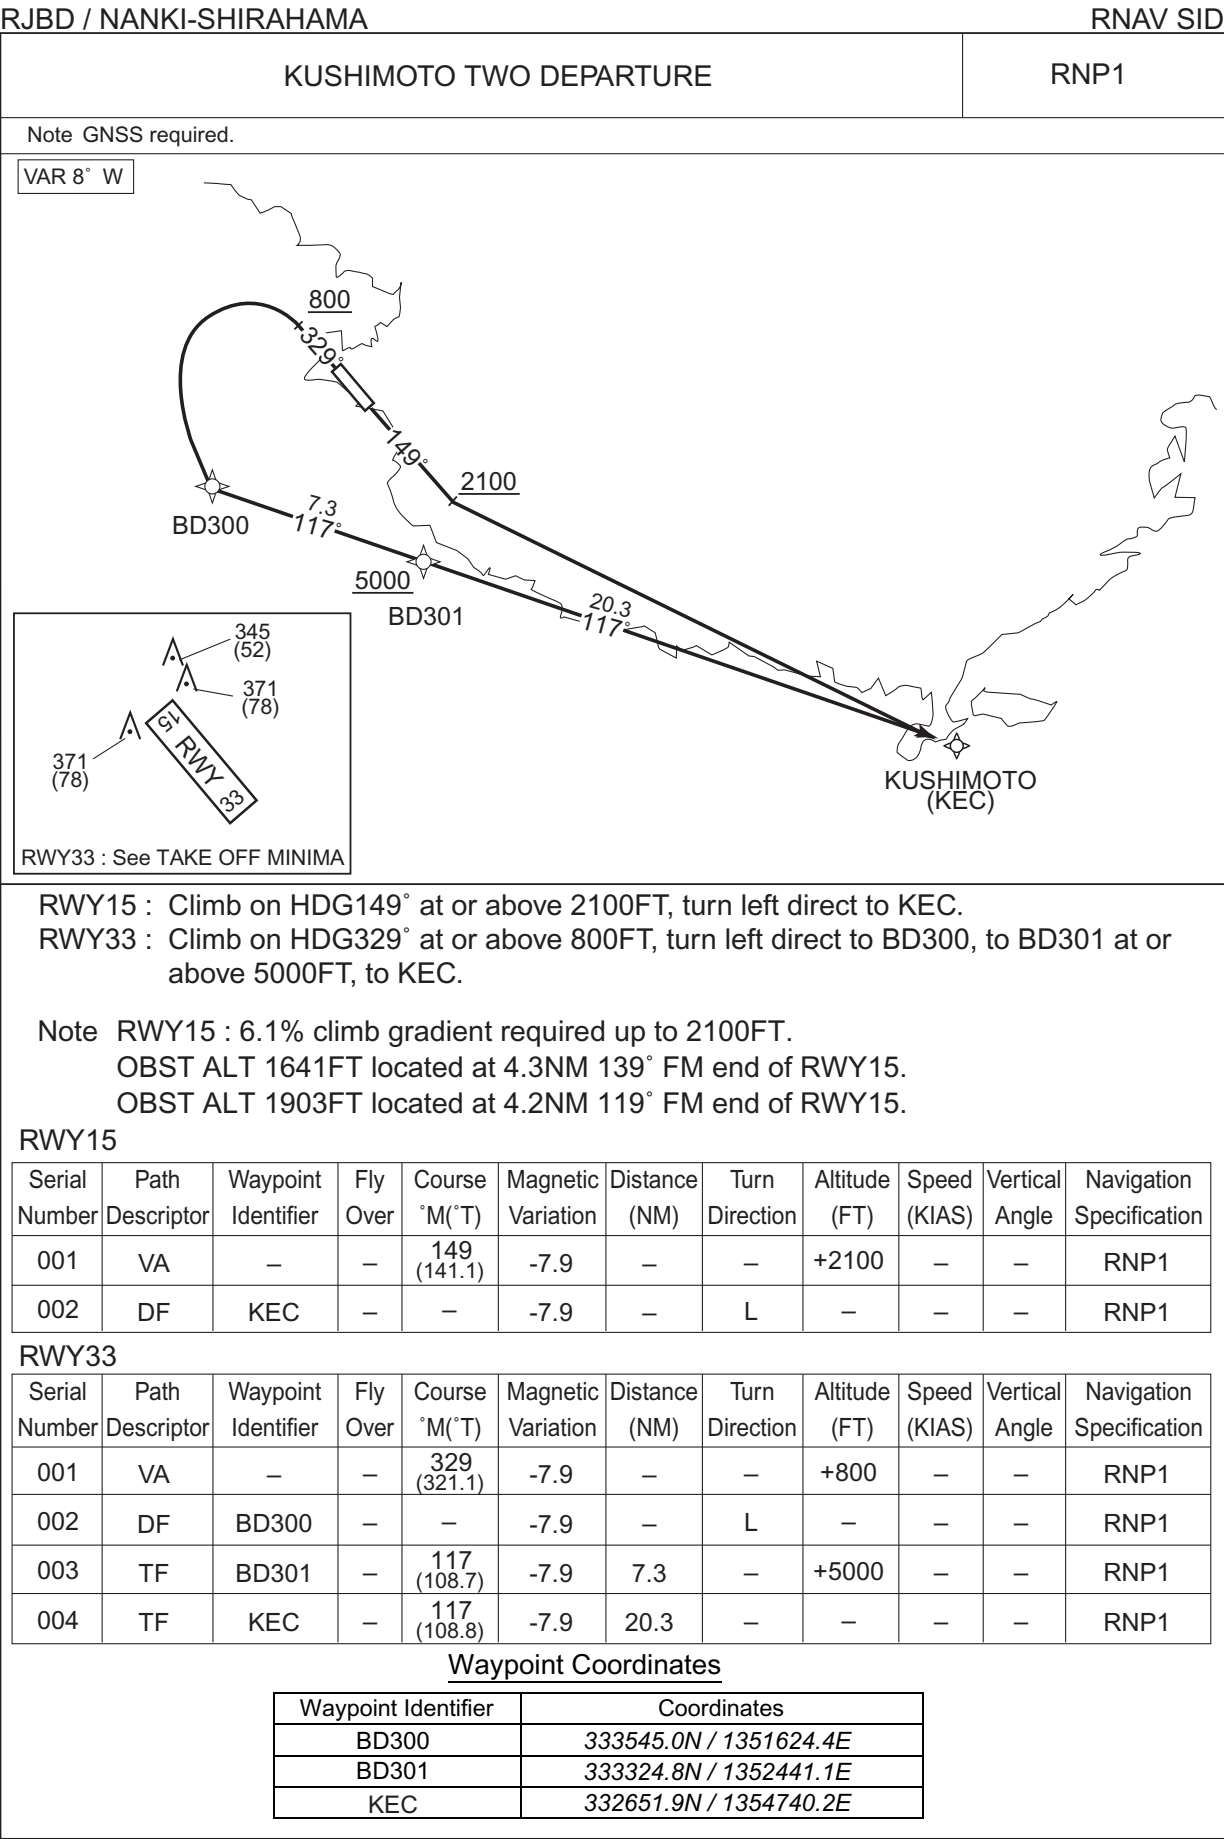 RJBD / NANKI-SHIRAHAMA RNAV SID
KUSHIMOTO TWO DEPARTURE RNP1
Note GNSS required.
VAR 8˚ W
800
329˚
149˚
2100
7.3
117˚
BD300
5000
BD301
20.3
117˚
KUSHIMOTO
(KEC)
345
(52)
371
(78)
371
(78)
15 RWY 33
RWY33 : See TAKE OFF MINIMA
RWY15 : Climb on HDG149˚ at or above 2100FT, turn left direct to KEC.
RWY33 : Climb on HDG329˚ at or above 800FT, turn left direct to BD300, to BD301 at or
above 5000FT, to KEC.
Note RWY15 : 6.1% climb gradient required up to 2100FT.
OBST ALT 1641FT located at 4.3NM 139˚ FM end of RWY15.
OBST ALT 1903FT located at 4.2NM 119˚ FM end of RWY15.
RWY15
Serial Path Waypoint Fly Course Magnetic Distance Turn Altitude Speed Vertical Navigation
Number Descriptor Identifier Over ˚M(˚T) Variation (NM) Direction (FT) (KIAS) Angle Specification
001 VA – – 149 (141.1) -7.9 – – +2100 – – RNP1
002 DF KEC – – -7.9 – L – – – RNP1
RWY33
Serial Path Waypoint Fly Course Magnetic Distance Turn Altitude Speed Vertical Navigation
Number Descriptor Identifier Over ˚M(˚T) Variation (NM) Direction (FT) (KIAS) Angle Specification
001 VA – – 329 (321.1) -7.9 – – +800 – – RNP1
002 DF BD300 – – -7.9 – L – – – RNP1
003 TF BD301 – 117 (108.7) -7.9 7.3 – +5000 – – RNP1
004 TF KEC – 117 (108.8) -7.9 20.3 – – – – RNP1
Waypoint Coordinates
Waypoint Identifier Coordinates
BD300 333545.0N / 1351624.4E
BD301 333324.8N / 1352441.1E
KEC 332651.9N / 1354740.2E